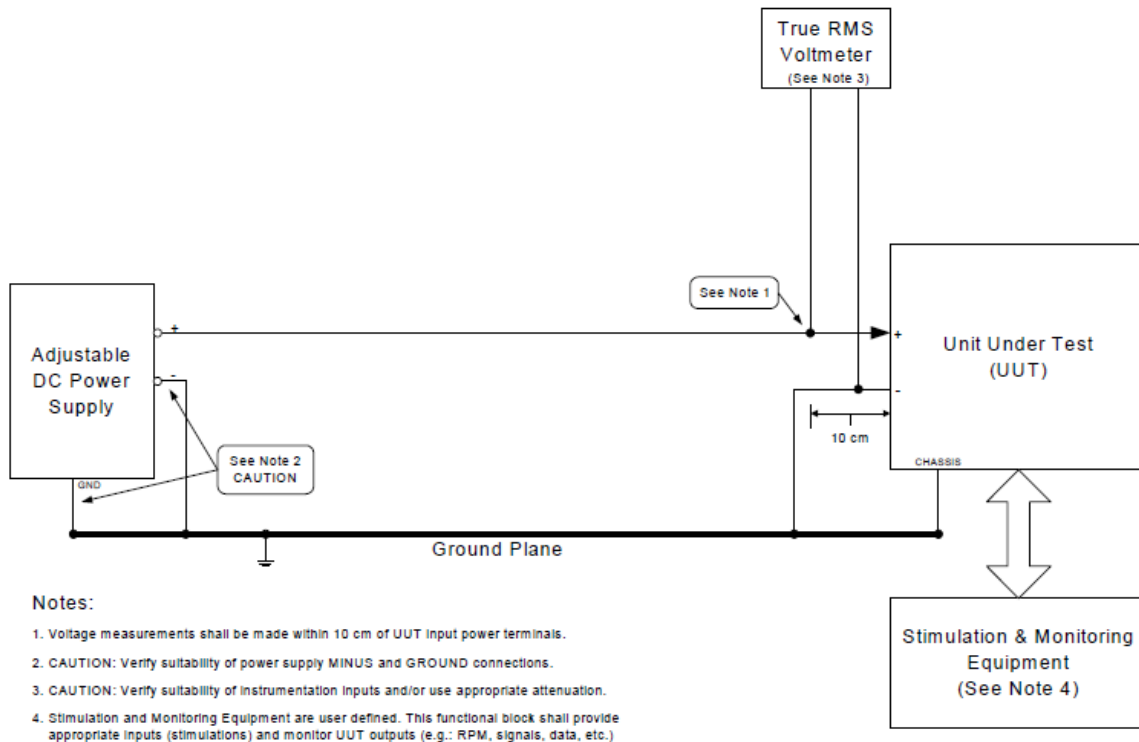 True RMS
Voltmeter
(See Note 3)
See Note 1
Adjustable
DC Power
Supply
+
-
GND
See Note 2
CAUTION
+
-
10 cm
Unit Under Test
(UUT)
CHASSIS
Ground Plane
Stimulation & Monitoring
Equipment
(See Note 4)
Notes:
1. Voltage measurements shall be made within 10 cm of UUT input power terminals.
2. CAUTION: Verify suitability of power supply MINUS and GROUND connections.
3. CAUTION: Verify suitability of instrumentation inputs and/or use appropriate attenuation.
4. Stimulation and Monitoring Equipment are user defined. This functional block shall provide
appropriate inputs (stimulations) and monitor UUT outputs (e.g.: RPM, signals, data, etc.)